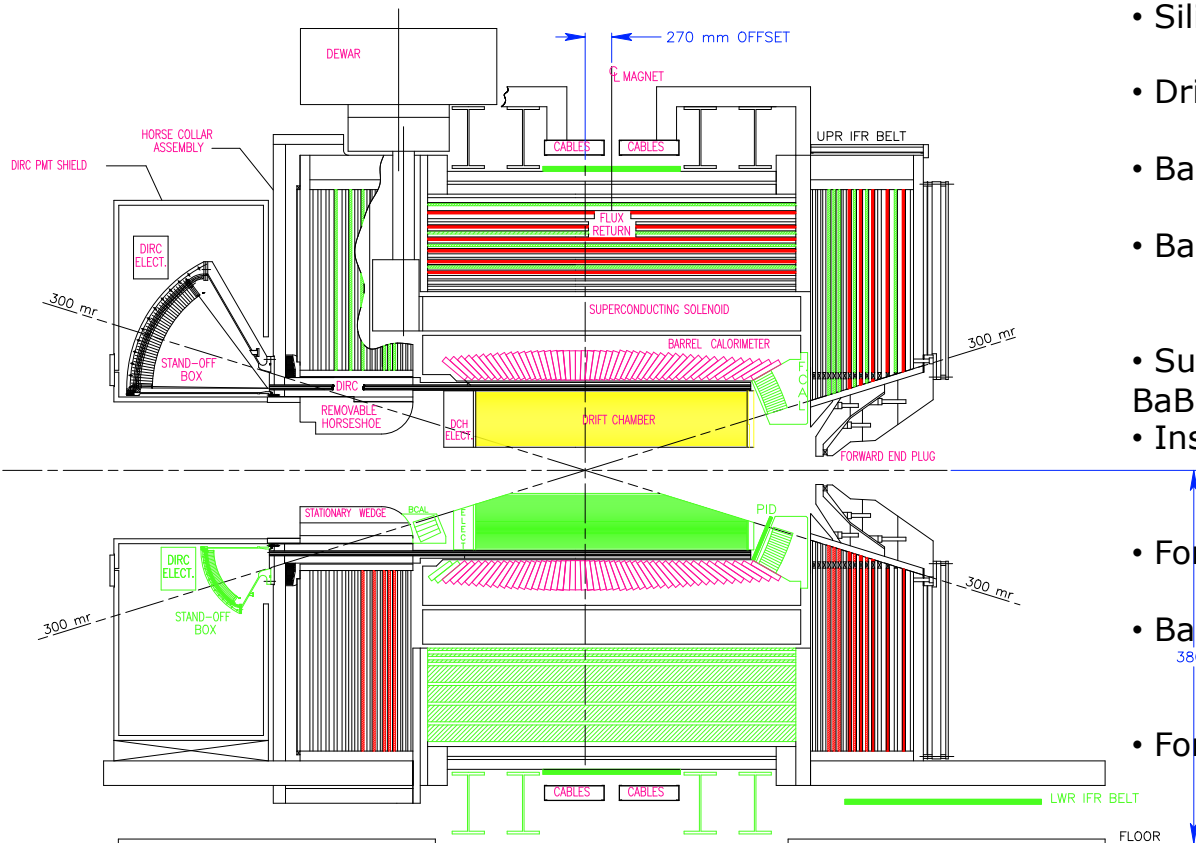 270 mm OFFSET
DEWAR
℄ MAGNET
HORSE COLLAR
ASSEMBLY
DIRC PMT SHIELD
CABLES
CABLES
UPR IFR BELT
FLUX
RETURN
DIRC
ELECT.
300 mr
SUPERCONDUCTING SOLENOID
BARREL CALORIMETER
300 mr
STAND-OFF
BOX
DIRC
FCAL
REMOVABLE
HORSESHOE
DCH
ELECT.
DRIFT CHAMBER
FORWARD END PLUG
STATIONARY WEDGE
BCAL
PID
DIRC
ELECT.
300 mr
STAND-OFF
BOX
300 mr
CABLES
CABLES
LWR IFR BELT
FLOOR
• Sil
• Dri
• Ba
• Ba
• Su
BaB
• Ins
• For
• Ba
38
• For